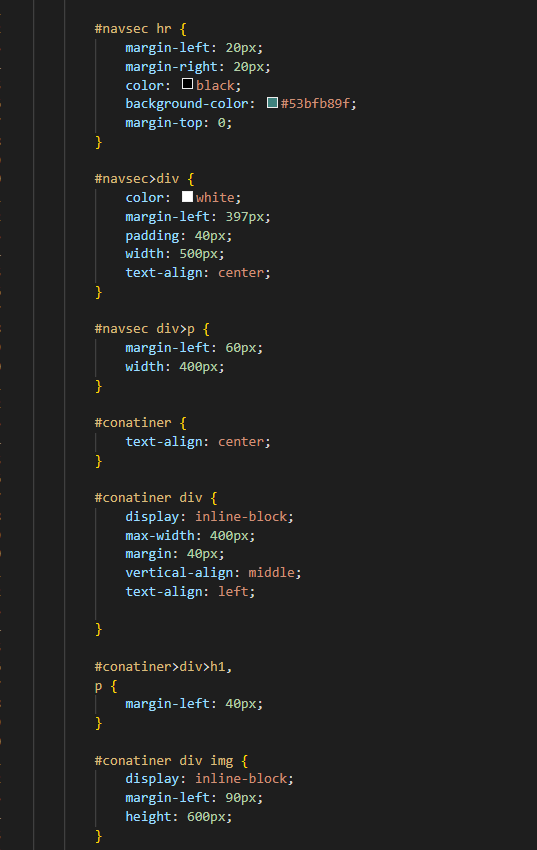 #navsec hr {
margin-left: 20px;
margin-right: 20px;
color: black;
background-color: #53bfb89f;
margin-top: 0;
}
#navsec>div {
color: white;
margin-left: 397px;
padding: 40px;
width: 500px;
text-align: center;
}
#navsec div>p {
margin-left: 60px;
width: 400px;
}
#conatiner {
text-align: center;
}
#conatiner div {
display: inline-block;
max-width: 400px;
margin: 40px;
vertical-align: middle;
text-align: left;
}
#conatiner>div>h1,
p {
margin-left: 40px;
}
#conatiner div img {
display: inline-block;
margin-left: 90px;
height: 600px;
}